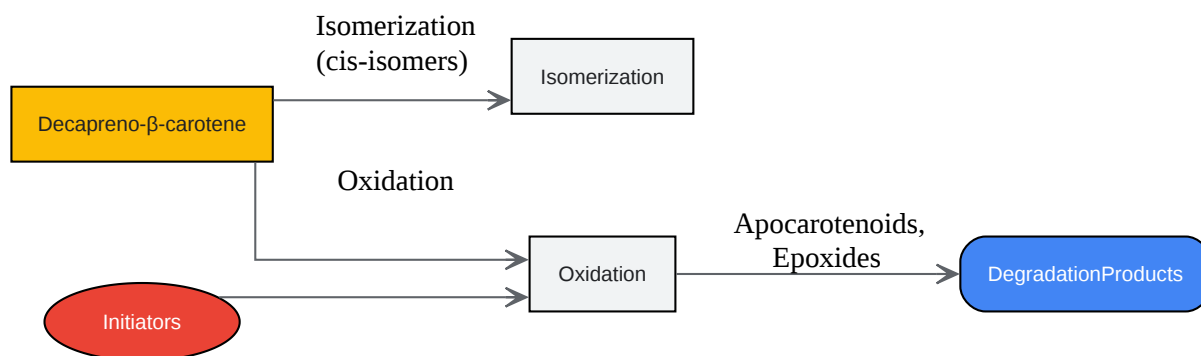 Isomerization
(cis-isomers)
Isomerization
Decapreno-β-carotene
Oxidation
Apocarotenoids,
Epoxides
Oxidation
DegradationProducts
Initiators